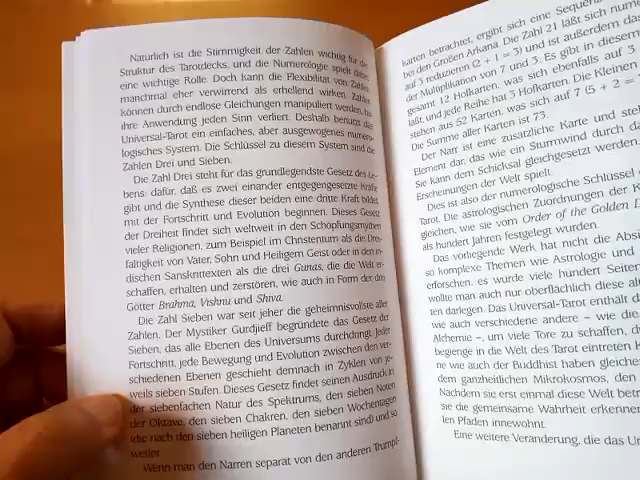 Natürlich ist die Stimmigkeit der Zahlen wichtig für die
Struktur des Tarotdecks, und die Numerologie spielt dabei
eine wichtige Rolle. Doch kann die Flexibilität von Zahlen
manchmal eher verwirrend als erhellend wirken. Zahlen
können durch endlose Gleichungen manipuliert werden, bis
ihre Anwendung jeden Sinn verliert. Deshalb benutzt das
Universal-Tarot ein einfaches, aber ausgewogenes numero-
logisches System. Die Schlüssel zu diesem System sind die
Zahlen Drei und Sieben.
Die Zahl Drei steht für das grundlegendste Gesetz des Le-
bens: dafür, daß es zwei einander entgegengesetzte Kräfte
gibt und die Synthese dieser beiden eine dritte Kraft bildet,
mit der Fortschritt und Evolution beginnen. Dieses Gesetz
der Dreiheit findet sich weltweit in den Schöpfungsmythen
vieler Religionen, zum Beispiel im Christentum als die Drei-
faltigkeit von Vater, Sohn und Heiligem Geist oder in den in-
dischen Sanskrittexten als die drei Gunas, die die Welt er-
schaffen, erhalten und zerstören, wie auch in Form der drei
Götter Brahma, Vishnu und Shiva.
Die Zahl Sieben war seit jeher die geheimnisvollste aller
Zahlen. Der Mystiker Gurdjieff begründete das Gesetz der
Sieben, das alle Ebenen des Universums durchdringt. Jeder
Fortschritt, jede Bewegung und Evolution zwischen den ver-
schiedenen Ebenen geschieht demnach in Zyklen von je-
weils sieben Stufen. Dieses Gesetz findet seinen Ausdruck in
der siebenfachen Natur des Spektrums, den sieben Noten
der Oktave, den sieben Chakren, den sieben Wochentagen
(die nach den sieben heiligen Planeten benannt sind) und so
weiter.
Wenn man den Narren separat von den anderen Trumpf-
karten betrachtet, ergibt sich eine Sequenz
bei den Großen Arkana. Die Zahl 21 läßt sich
auf 3 reduzieren (2 + 1 = 3) und ist außerdem das
der Multiplikation von 7 und 3. Es gibt in diesem
gesamt 12 Hofkarten, was sich ebenfalls auf 3
läßt, und jede Reihe hat 3 Hofkarten. Die Kleinen
stehen aus 52 Karten, was sich auf 7 (5 + 2 =
Die Summe aller Karten ist 73.
Der Narr ist eine zusätzliche Karte und
Element dar, das wie ein Sturmwind durch
Sie kann dem Schicksal gleichgesetzt werden,
Erscheinungen der Welt spielt.
Dies ist also der numerologische Schlüssel
Tarot. Die astrologischen Zuordnungen der
gleichen, wie sie vom Order of the Golden
als hundert Jahren festgelegt wurden.
Das vorliegende Werk hat nicht die
so komplexe Themen wie Astrologie und
erforschen, es wurde viele hundert
wollte man auch nur oberflächlich diese
ten darlegen. Das Universal-Tarot enthält
wie auch verschiedene andere – wie die
Alchemie –, um viele Tore zu schaffen,
begierige in die Welt des Tarot eintreten
ne wie auch der Buddhist haben
dem ganzheitlichen Mikrokosmos, den
Nachdem sie erst einmal diese Welt
sie die gemeinsame Wahrheit
len Pfaden innewohnt.
Eine weitere Veränderung, die das